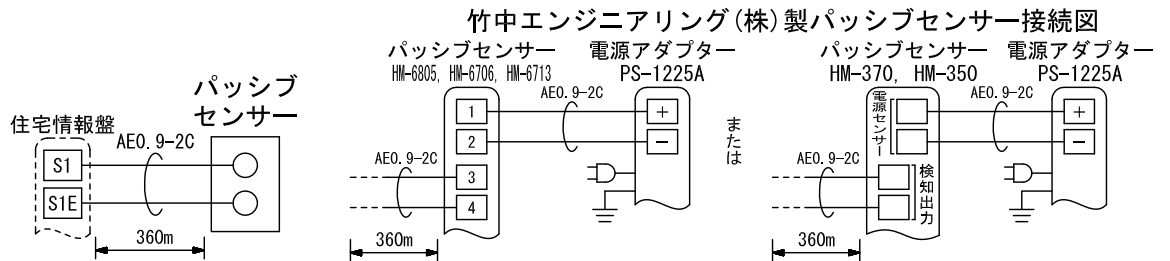 竹中エンジニアリング(株)製パッシブセンサー接続図
住宅情報盤
S1
S1E
AE0.9-2C
パッシブ
センサー
360m
パッシブセンサー
HM-6805, HM-6706, HM-6713
電源アダプター
PS-1225A
AE0.9-2C
1
2
3
4
+
−
AE0.9-2C
360m
または
パッシブセンサー
HM-370, HM-350
電源アダプター
PS-1225A
AE0.9-2C
電源センサー
+
−
AE0.9-2C
検知出力
360m